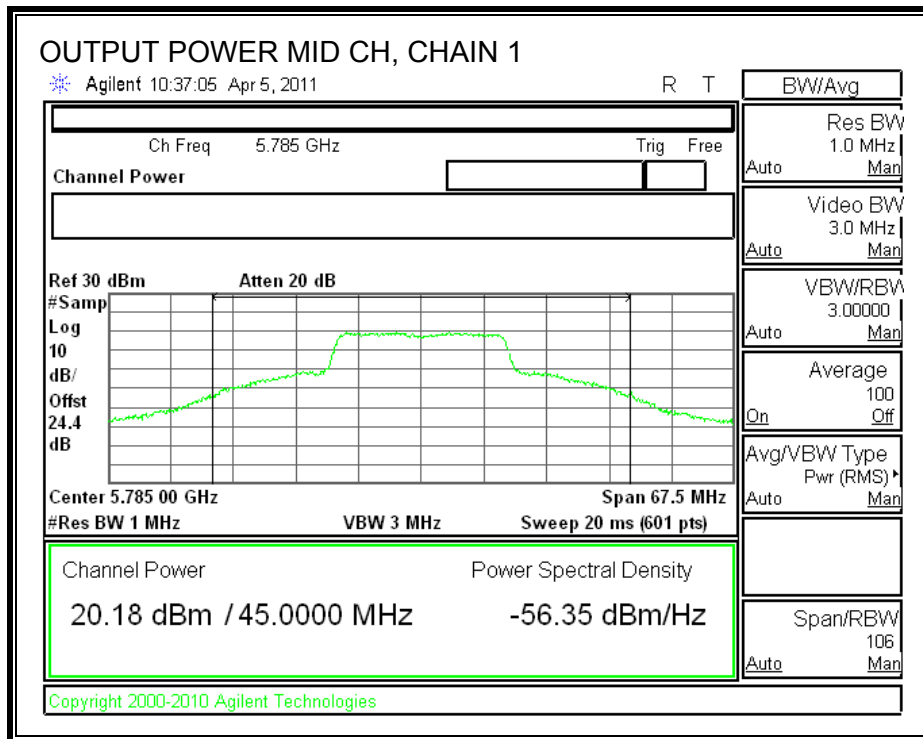 OUTPUT POWER MID CH, CHAIN 1
Agilent 10:37:05 Apr 5, 2011 R T
BW/Avg
Ch Freq 5.785 GHz Trig Free
Channel Power
Res BW
1.0 MHz
Auto Man
Video BW
3.0 MHz
Auto Man
Ref 30 dBm Atten 20 dB
#Samp
Log
10
dB/
Offst
24.4
dB
VBW/RBW
3.00000
Auto Man
Average
100
On Off
Avg/VBW Type
Pwr (RMS)
Auto Man
Center 5.785 00 GHz Span 67.5 MHz
#Res BW 1 MHz VBW 3 MHz Sweep 20 ms (601 pts)
Channel Power Power Spectral Density
20.18 dBm / 45.0000 MHz -56.35 dBm/Hz
Span/RBW
106
Auto Man
Copyright 2000-2010 Agilent Technologies